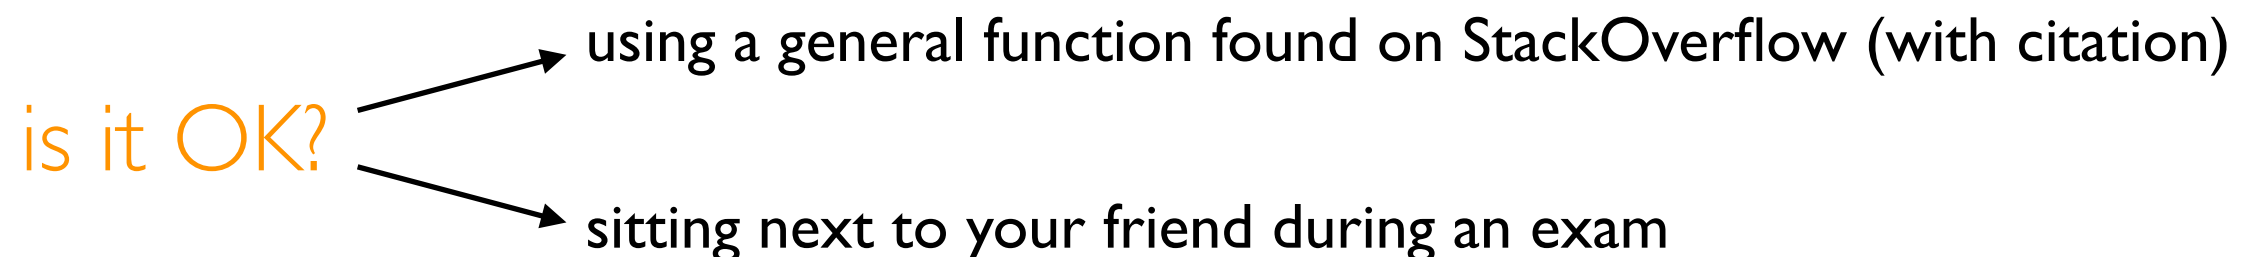 using a general function found on StackOverflow (with citation)
is it OK?
sitting next to your friend during an exam